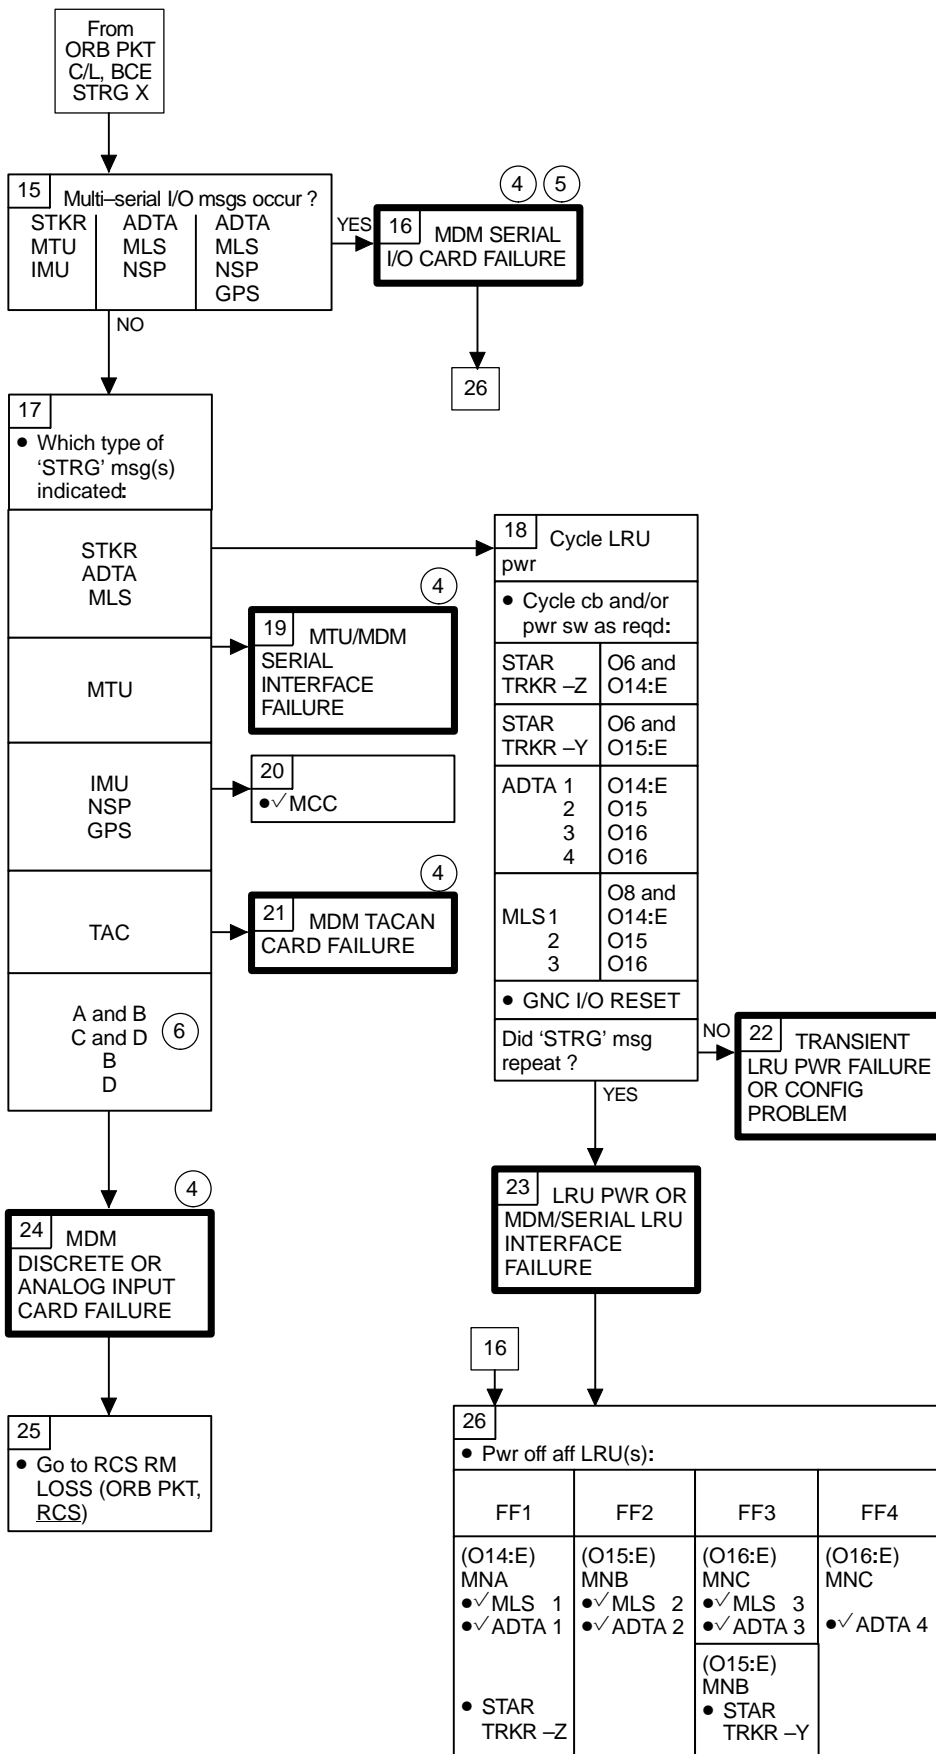 From
ORB PKT
C/L, BCE
STRG X
15 Multi–serial I/O msgs occur ?
STKR ADTA ADTA
MTU MLS MLS
IMU NSP NSP
GPS
YES
NO
4 5
16 MDM SERIAL
I/O CARD FAILURE
26
17
• Which type of
‘STRG’ msg(s)
indicated:
STKR
ADTA
MLS
MTU
IMU
NSP
GPS
TAC
A and B
C and D 6
B
D
18 Cycle LRU
pwr
• Cycle cb and/or
pwr sw as reqd:
STAR O6 and
TRKR –Z O14:E
STAR O6 and
TRKR –Y O15:E
ADTA 1 O14:E
2 O15
3 O16
4 O16
O8 and
MLS 1 O14:E
2 O15
3 O16
• GNC I/O RESET
Did ‘STRG’ msg
repeat ?
NO
YES
4
19 MTU/MDM
SERIAL
INTERFACE
FAILURE
20
•√MCC
4
21 MDM TACAN
CARD FAILURE
22 TRANSIENT
LRU PWR FAILURE
OR CONFIG
PROBLEM
23 LRU PWR OR
MDM/SERIAL LRU
INTERFACE
FAILURE
4
24 MDM
DISCRETE OR
ANALOG INPUT
CARD FAILURE
25
• Go to RCS RM
LOSS (ORB PKT,
RCS)
16
26
• Pwr off aff LRU(s):
FF1 FF2 FF3 FF4
(O14:E) (O15:E) (O16:E) (O16:E)
MNA MNB MNC MNC
•√MLS 1 •√MLS 2 •√MLS 3
•√ADTA 1 •√ADTA 2 •√ADTA 3 •√ADTA 4
(O15:E)
MNB
• STAR • STAR
TRKR –Z TRKR –Y